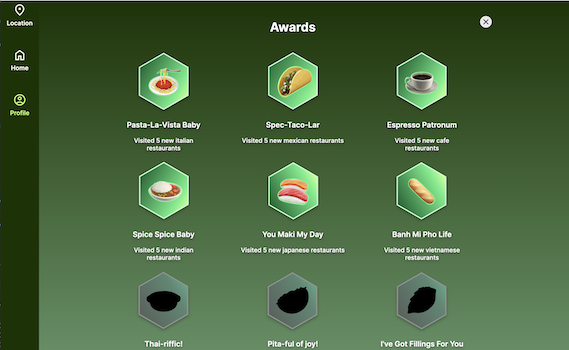 Awards
Location
Home
Profile
Pasta-La-Vista Baby
Visited 5 new italian
restaurants
Spec-Taco-Lar
Visited 5 new mexican restaurants
Espresso Patronum
Visited 5 new cafe
restaurants
Spice Spice Baby
Visited 5 new indian
restaurants
You Maki My Day
Visited 5 new japanese restaurants
Banh Mi Pho Life
Visited 5 new vietnamese
restaurants
Thai-riffic!
Pita-ful of joy!
I've Got Fillings For You